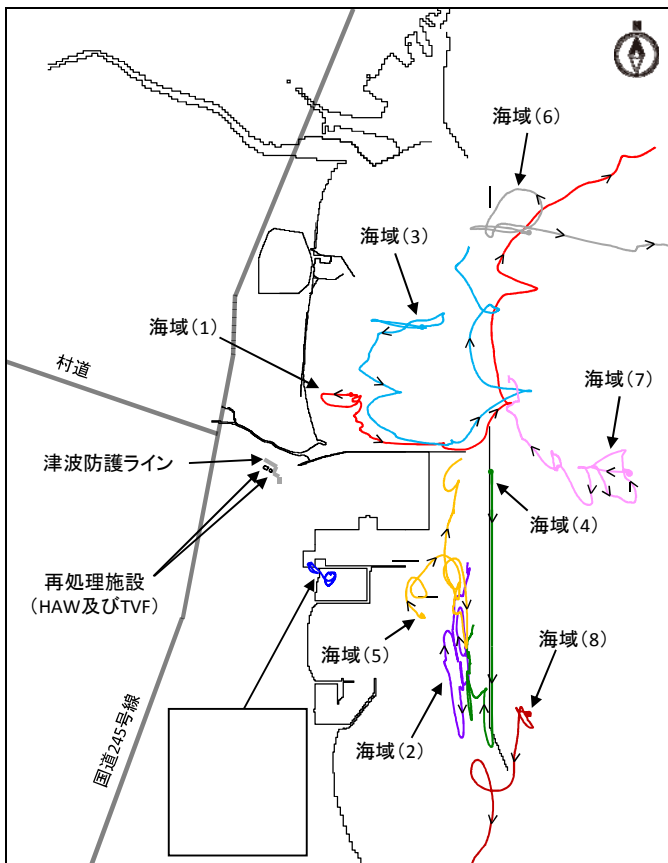 海域(6)
海域(3)
海域(1)
村道
海域(7)
津波防護ライン
海域(4)
再処理施設
(HAW及びTVF)
海域(5)
海域(8)
海域(2)
国道245号線